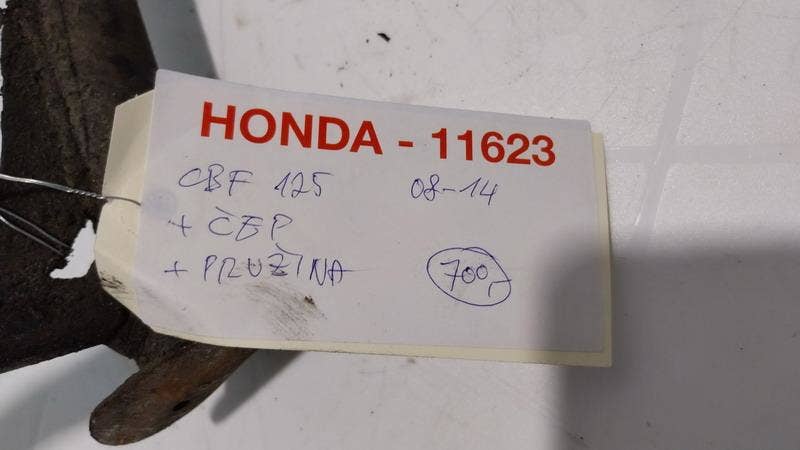 HONDA - 11623
CBF 125 08-14
+ ČEP
+ PRUŽINA 700,-